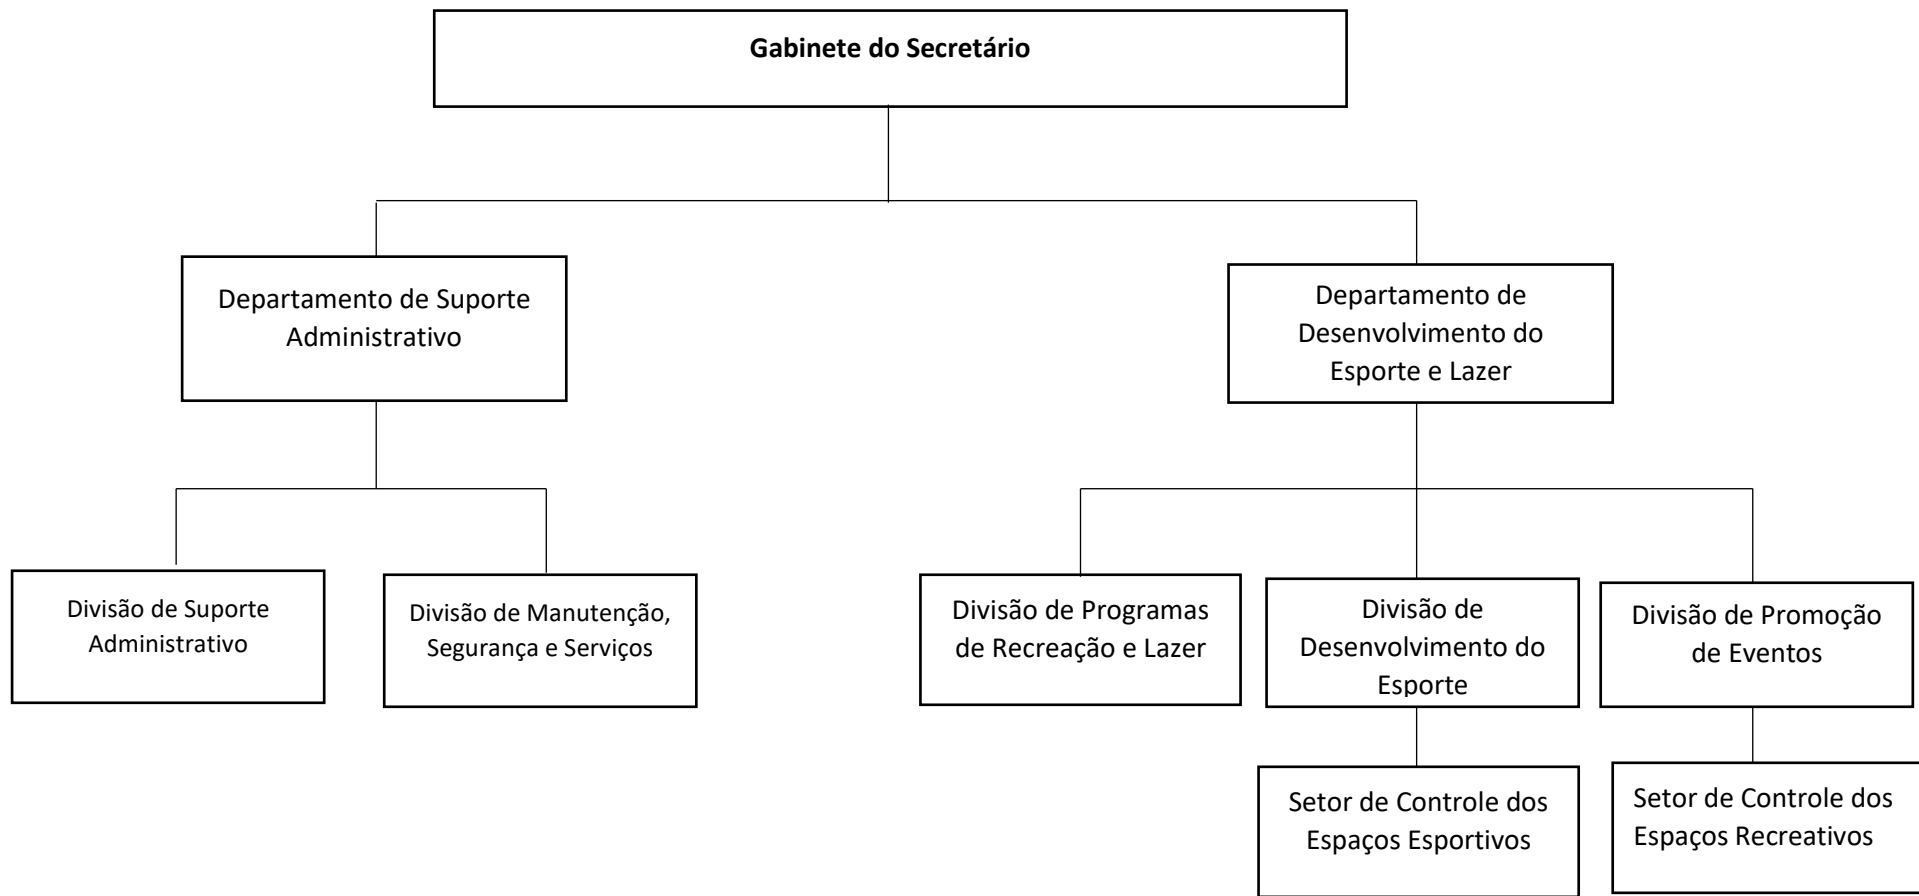 Gabinete do Secretário
Departamento de Suporte
Administrativo
Departamento de
Desenvolvimento do
Esporte e Lazer
Divisão de Suporte
Administrativo
Divisão de Manutenção,
Segurança e Serviços
Divisão de Programas
de Recreação e Lazer
Divisão de
Desenvolvimento do
Esporte
Divisão de Promoção
de Eventos
Setor de Controle dos
Espaços Esportivos
Setor de Controle dos
Espaços Recreativos